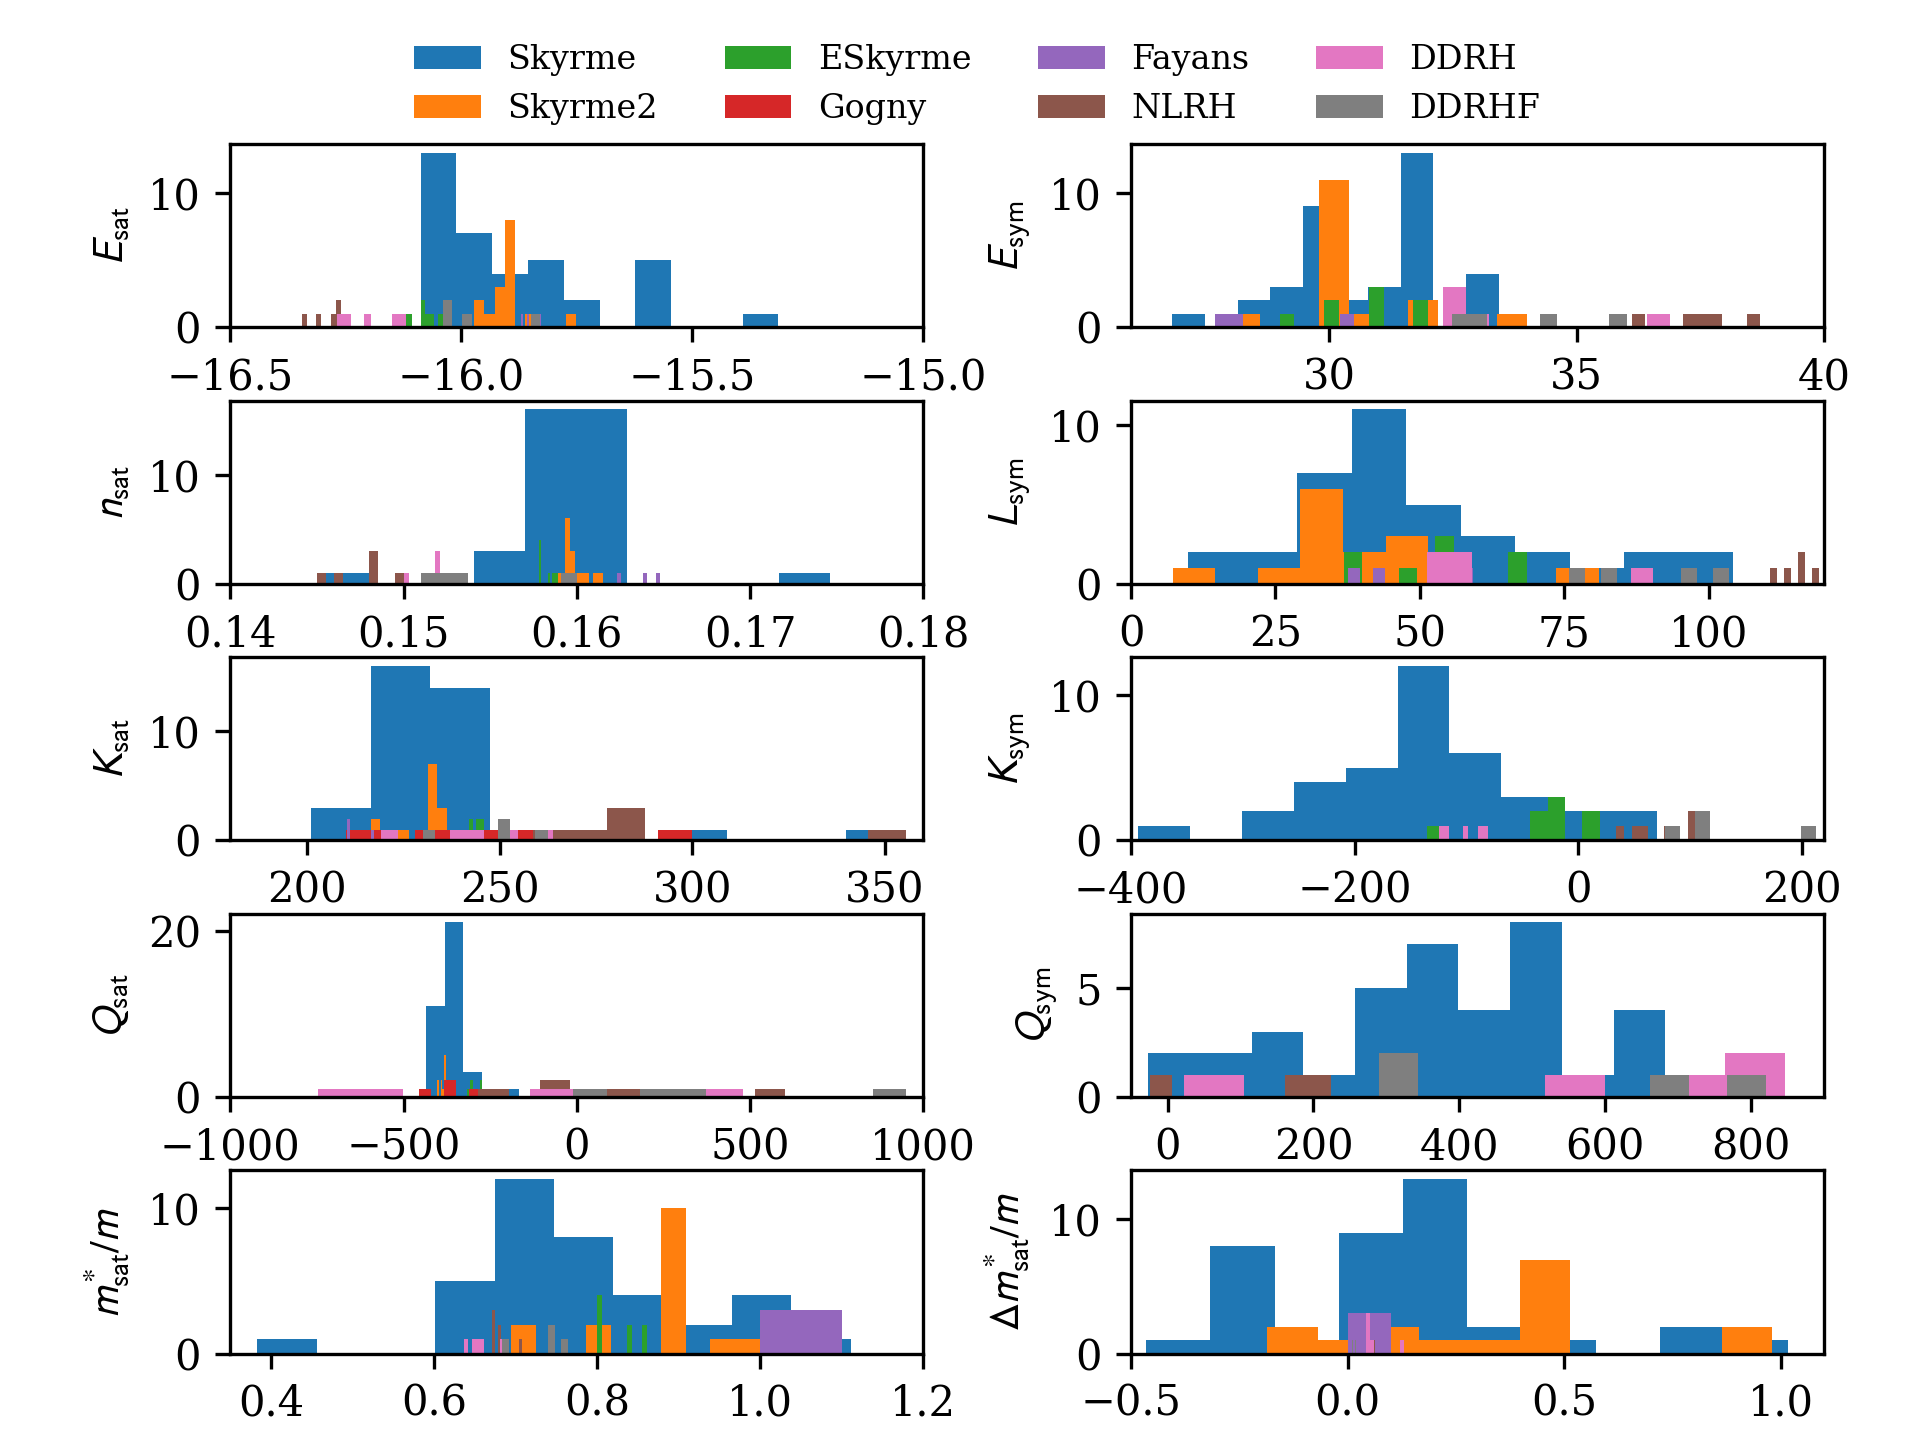 Skyrme ESkyrme Fayans DDRH
Skyrme2 Gogny NLRH DDRHF
E_sat 10 0
−16.5 −16.0 −15.5 −15.0
E_sym 10 0
30 35 40
n_sat 10 0
0.14 0.15 0.16 0.17 0.18
L_sym 10 0
0 25 50 75 100
K_sat 10 0
200 250 300 350
K_sym 10 0
−400 −200 0 200
Q_sat 20 0
−1000 −500 0 500 1000
Q_sym 5 0
0 200 400 600 800
m*_sat/m 10 0
0.4 0.6 0.8 1.0 1.2
Δm*_sat/m 10 0
−0.5 0.0 0.5 1.0